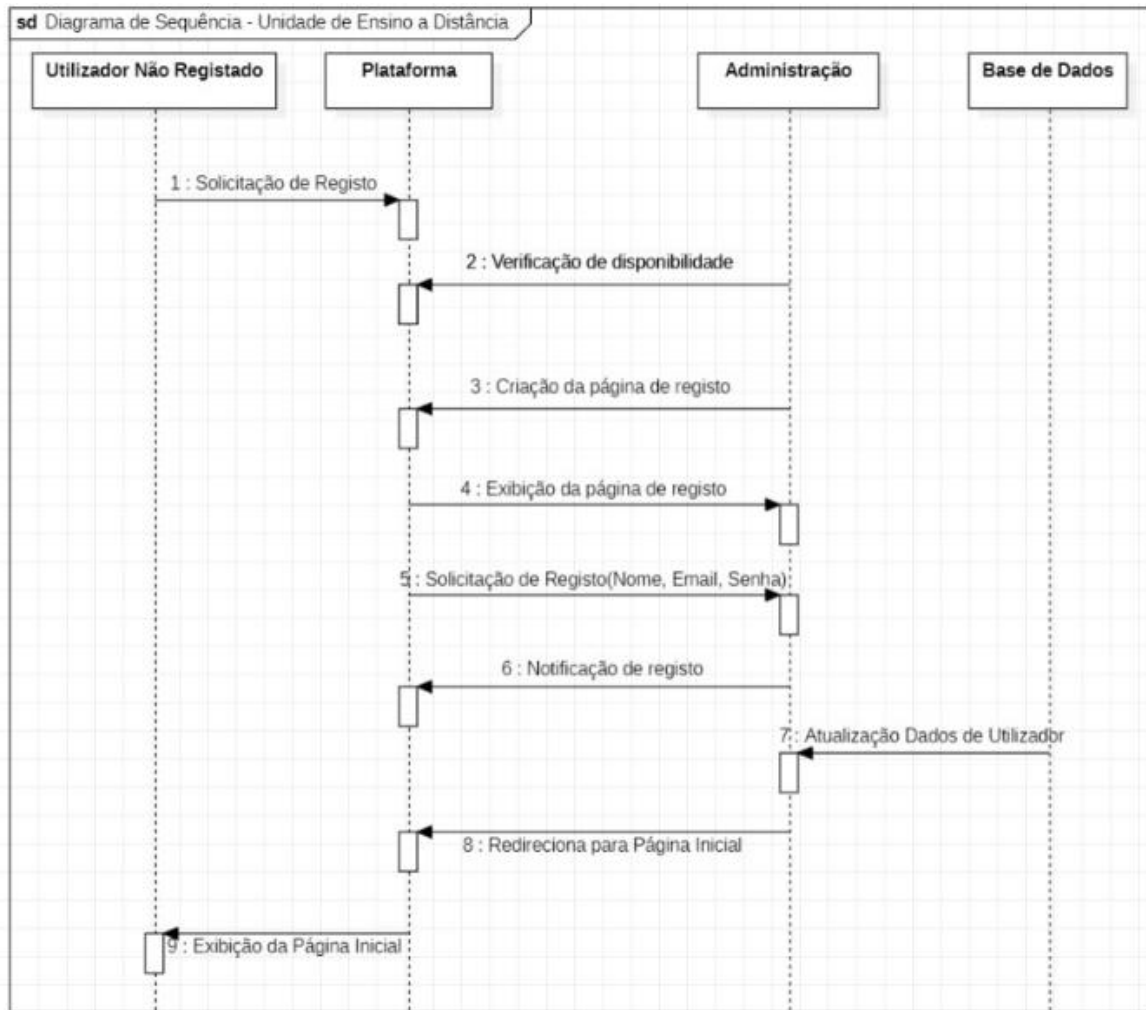 sd Diagrama de Sequência - Unidade de Ensino a Distância
Utilizador Não Registado
Plataforma
Administração
Base de Dados
1 : Solicitação de Registo
2 : Verificação de disponibilidade
3 : Criação da página de registo
4 : Exibição da página de registo
5 : Solicitação de Registo(Nome, Email, Senha)
6 : Notificação de registo
7 : Atualização Dados de Utilizador
8 : Redireciona para Página Inicial
9 : Exibição da Página Inicial